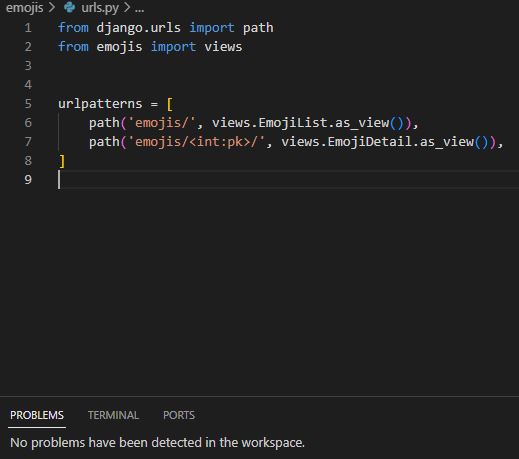 emojis > urls.py > ...
1 from django.urls import path
2 from emojis import views
3
4
5 urlpatterns = [
6     path('emojis/', views.EmojiList.as_view()),
7     path('emojis/<int:pk>/', views.EmojiDetail.as_view()),
8 ]
9
PROBLEMS TERMINAL PORTS
No problems have been detected in the workspace.